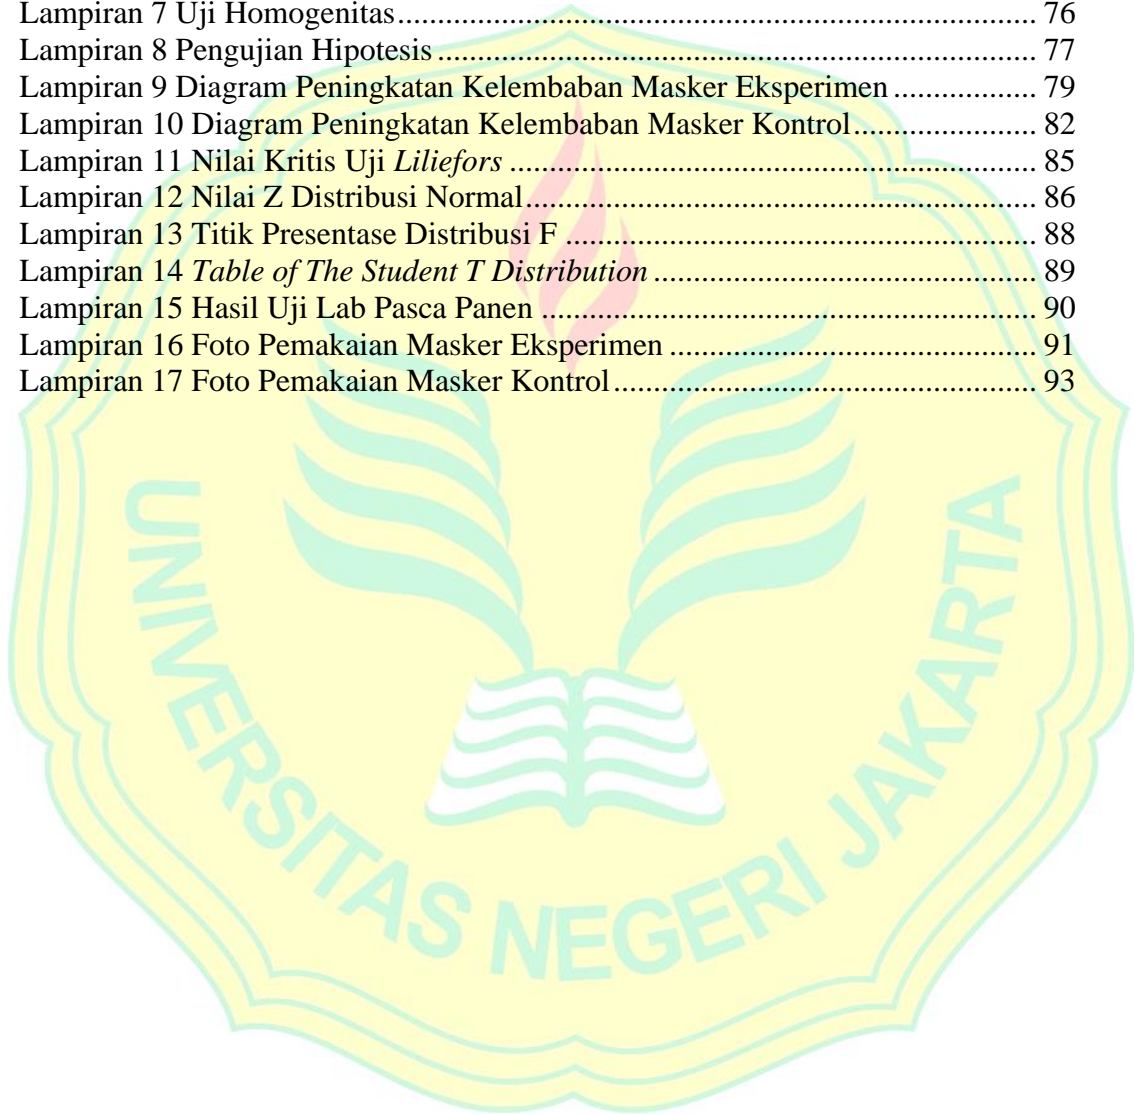 Lampiran 7 Uji Homogenitas................................................................................ 76
Lampiran 8 Pengujian Hipotesis........................................................................... 77
Lampiran 9 Diagram Peningkatan Kelembaban Masker Eksperimen.................. 79
Lampiran 10 Diagram Peningkatan Kelembaban Masker Kontrol....................... 82
Lampiran 11 Nilai Kritis Uji Liliefors.................................................................. 85
Lampiran 12 Nilai Z Distribusi Normal................................................................ 86
Lampiran 13 Titik Presentase Distribusi F........................................................... 88
Lampiran 14 Table of The Student T Distribution................................................ 89
Lampiran 15 Hasil Uji Lab Pasca Panen.............................................................. 90
Lampiran 16 Foto Pemakaian Masker Eksperimen.............................................. 91
Lampiran 17 Foto Pemakaian Masker Kontrol..................................................... 93
UNIVERSITAS NEGERI JAKARTA